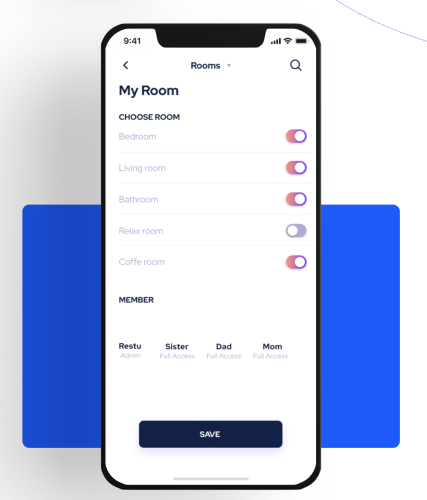 9:41
Rooms
My Room
CHOOSE ROOM
Bedroom
Living room
Bathroom
Relax room
Coffe room
MEMBER
Restu Sister Dad Mom
Admin Full Access Full Access Full Access
SAVE